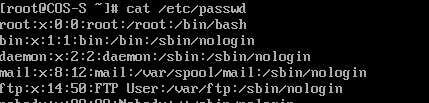 [root@COS-S ~]# cat /etc/passwd
root:x:0:0:root:/root:/bin/bash
bin:x:1:1:bin:/bin:/sbin/nologin
daemon:x:2:2:daemon:/sbin:/sbin/nologin
mail:x:8:12:mail:/var/spool/mail:/sbin/nologin
ftp:x:14:50:FTP User:/var/ftp:/sbin/nologin